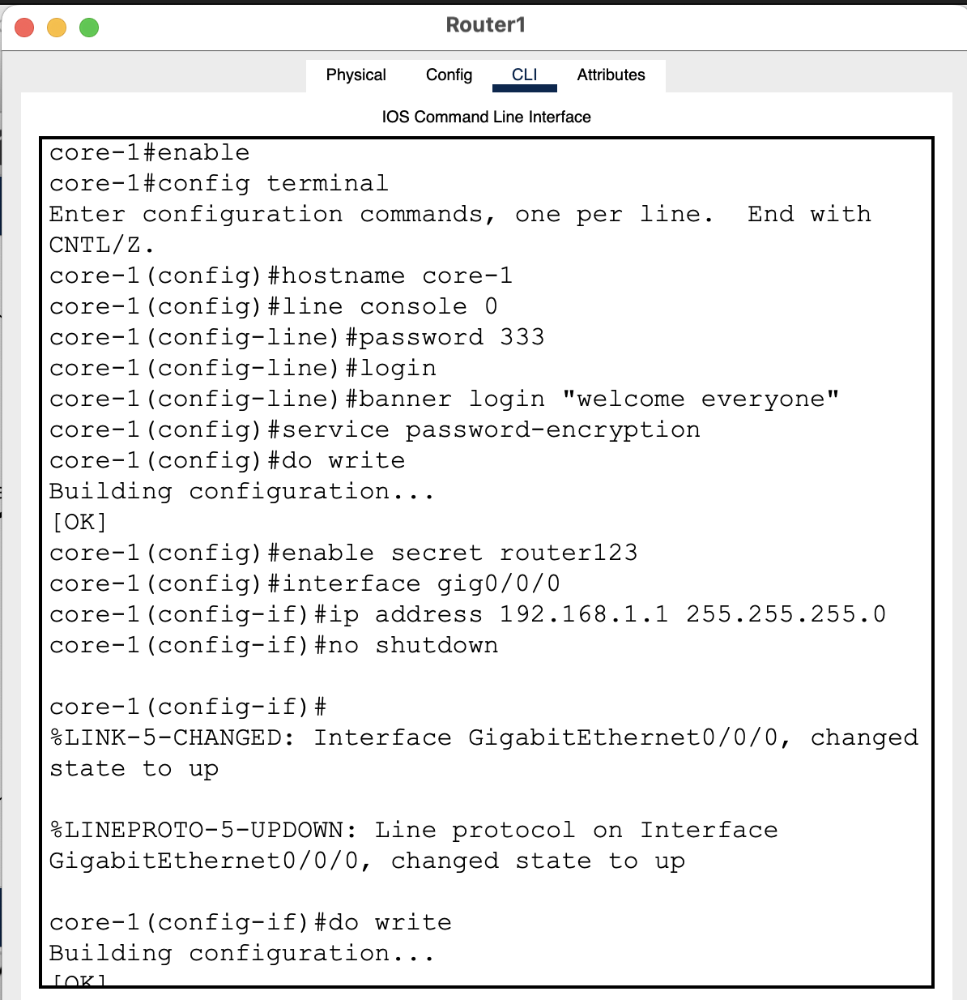 Router1
Physical Config CLI Attributes
IOS Command Line Interface
core-1#enable
core-1#config terminal
Enter configuration commands, one per line.  End with
CNTL/Z.
core-1(config)#hostname core-1
core-1(config)#line console 0
core-1(config-line)#password 333
core-1(config-line)#login
core-1(config-line)#banner login "welcome everyone"
core-1(config)#service password-encryption
core-1(config)#do write
Building configuration...
[OK]
core-1(config)#enable secret router123
core-1(config)#interface gig0/0/0
core-1(config-if)#ip address 192.168.1.1 255.255.255.0
core-1(config-if)#no shutdown
core-1(config-if)#
%LINK-5-CHANGED: Interface GigabitEthernet0/0/0, changed
state to up
%LINEPROTO-5-UPDOWN: Line protocol on Interface
GigabitEthernet0/0/0, changed state to up
core-1(config-if)#do write
Building configuration...
[OK]